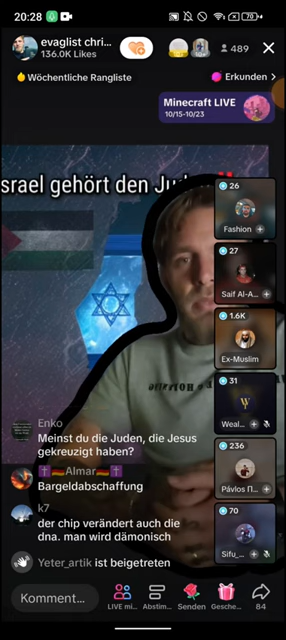 20:28
70
evaglist chri...
136.0K Likes
489
Wöchentliche Rangliste
Erkunden >
Minecraft LIVE
10/15-10/23
srael gehört den Jud
26
Fashion
27
Saif Al-A...
1.6K
Ex-Muslim
31
Weal...
236
Pávlos Π...
70
Sifu_...
Enko
Meinst du die Juden, die Jesus
gekreuzigt haben?
Almar
Bargeldabschaffung
k7
der chip verändert auch die
dna. man wird dämonisch
Yeter_artik ist beigetreten
Komment...
LIVE mi...
Abstim...
Senden
Gesche...
84